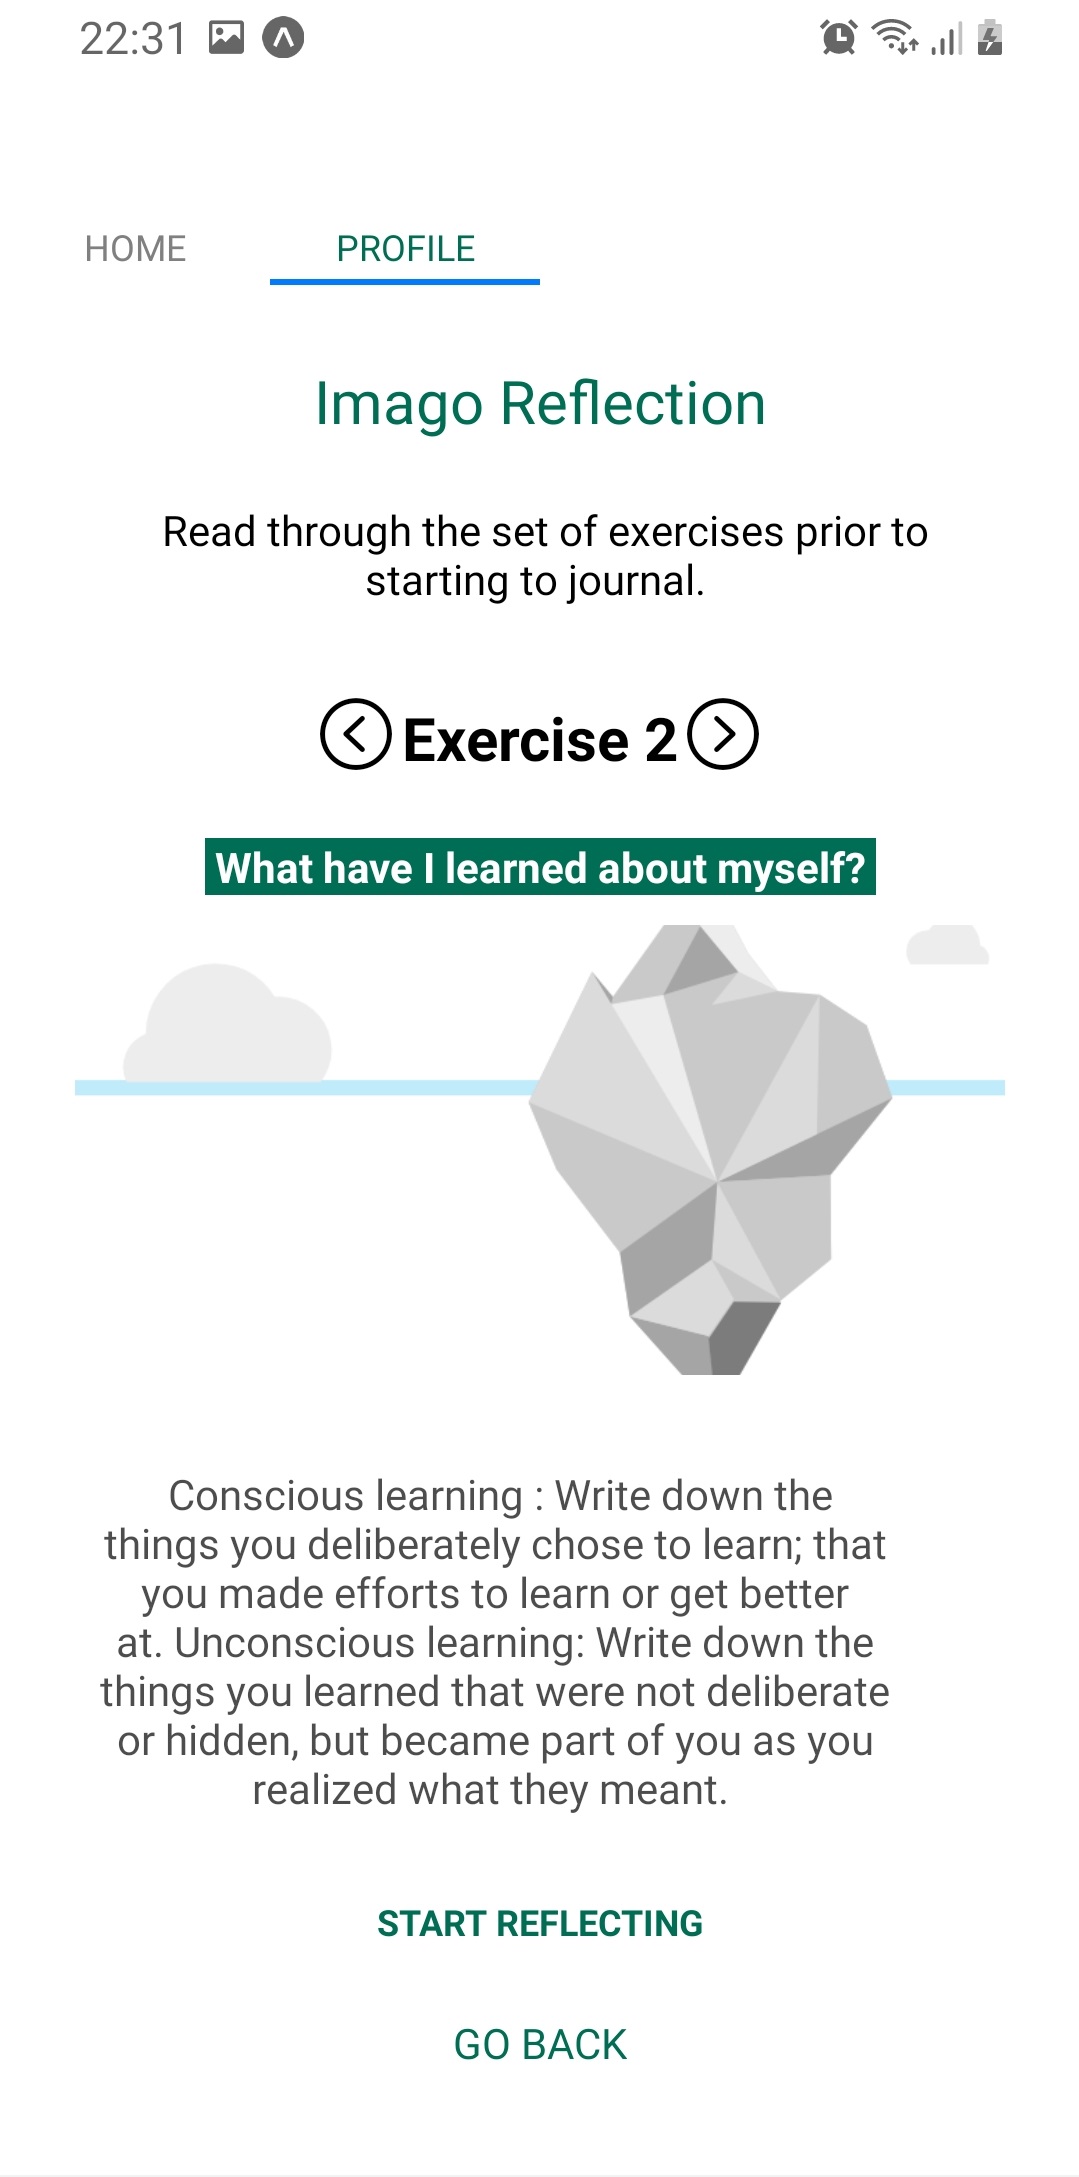 22:31
HOME PROFILE
Imago Reflection
Read through the set of exercises prior to
starting to journal.
Exercise 2
What have I learned about myself?
Conscious learning : Write down the
things you deliberately chose to learn; that
you made efforts to learn or get better
at. Unconscious learning: Write down the
things you learned that were not deliberate
or hidden, but became part of you as you
realized what they meant.
START REFLECTING
GO BACK